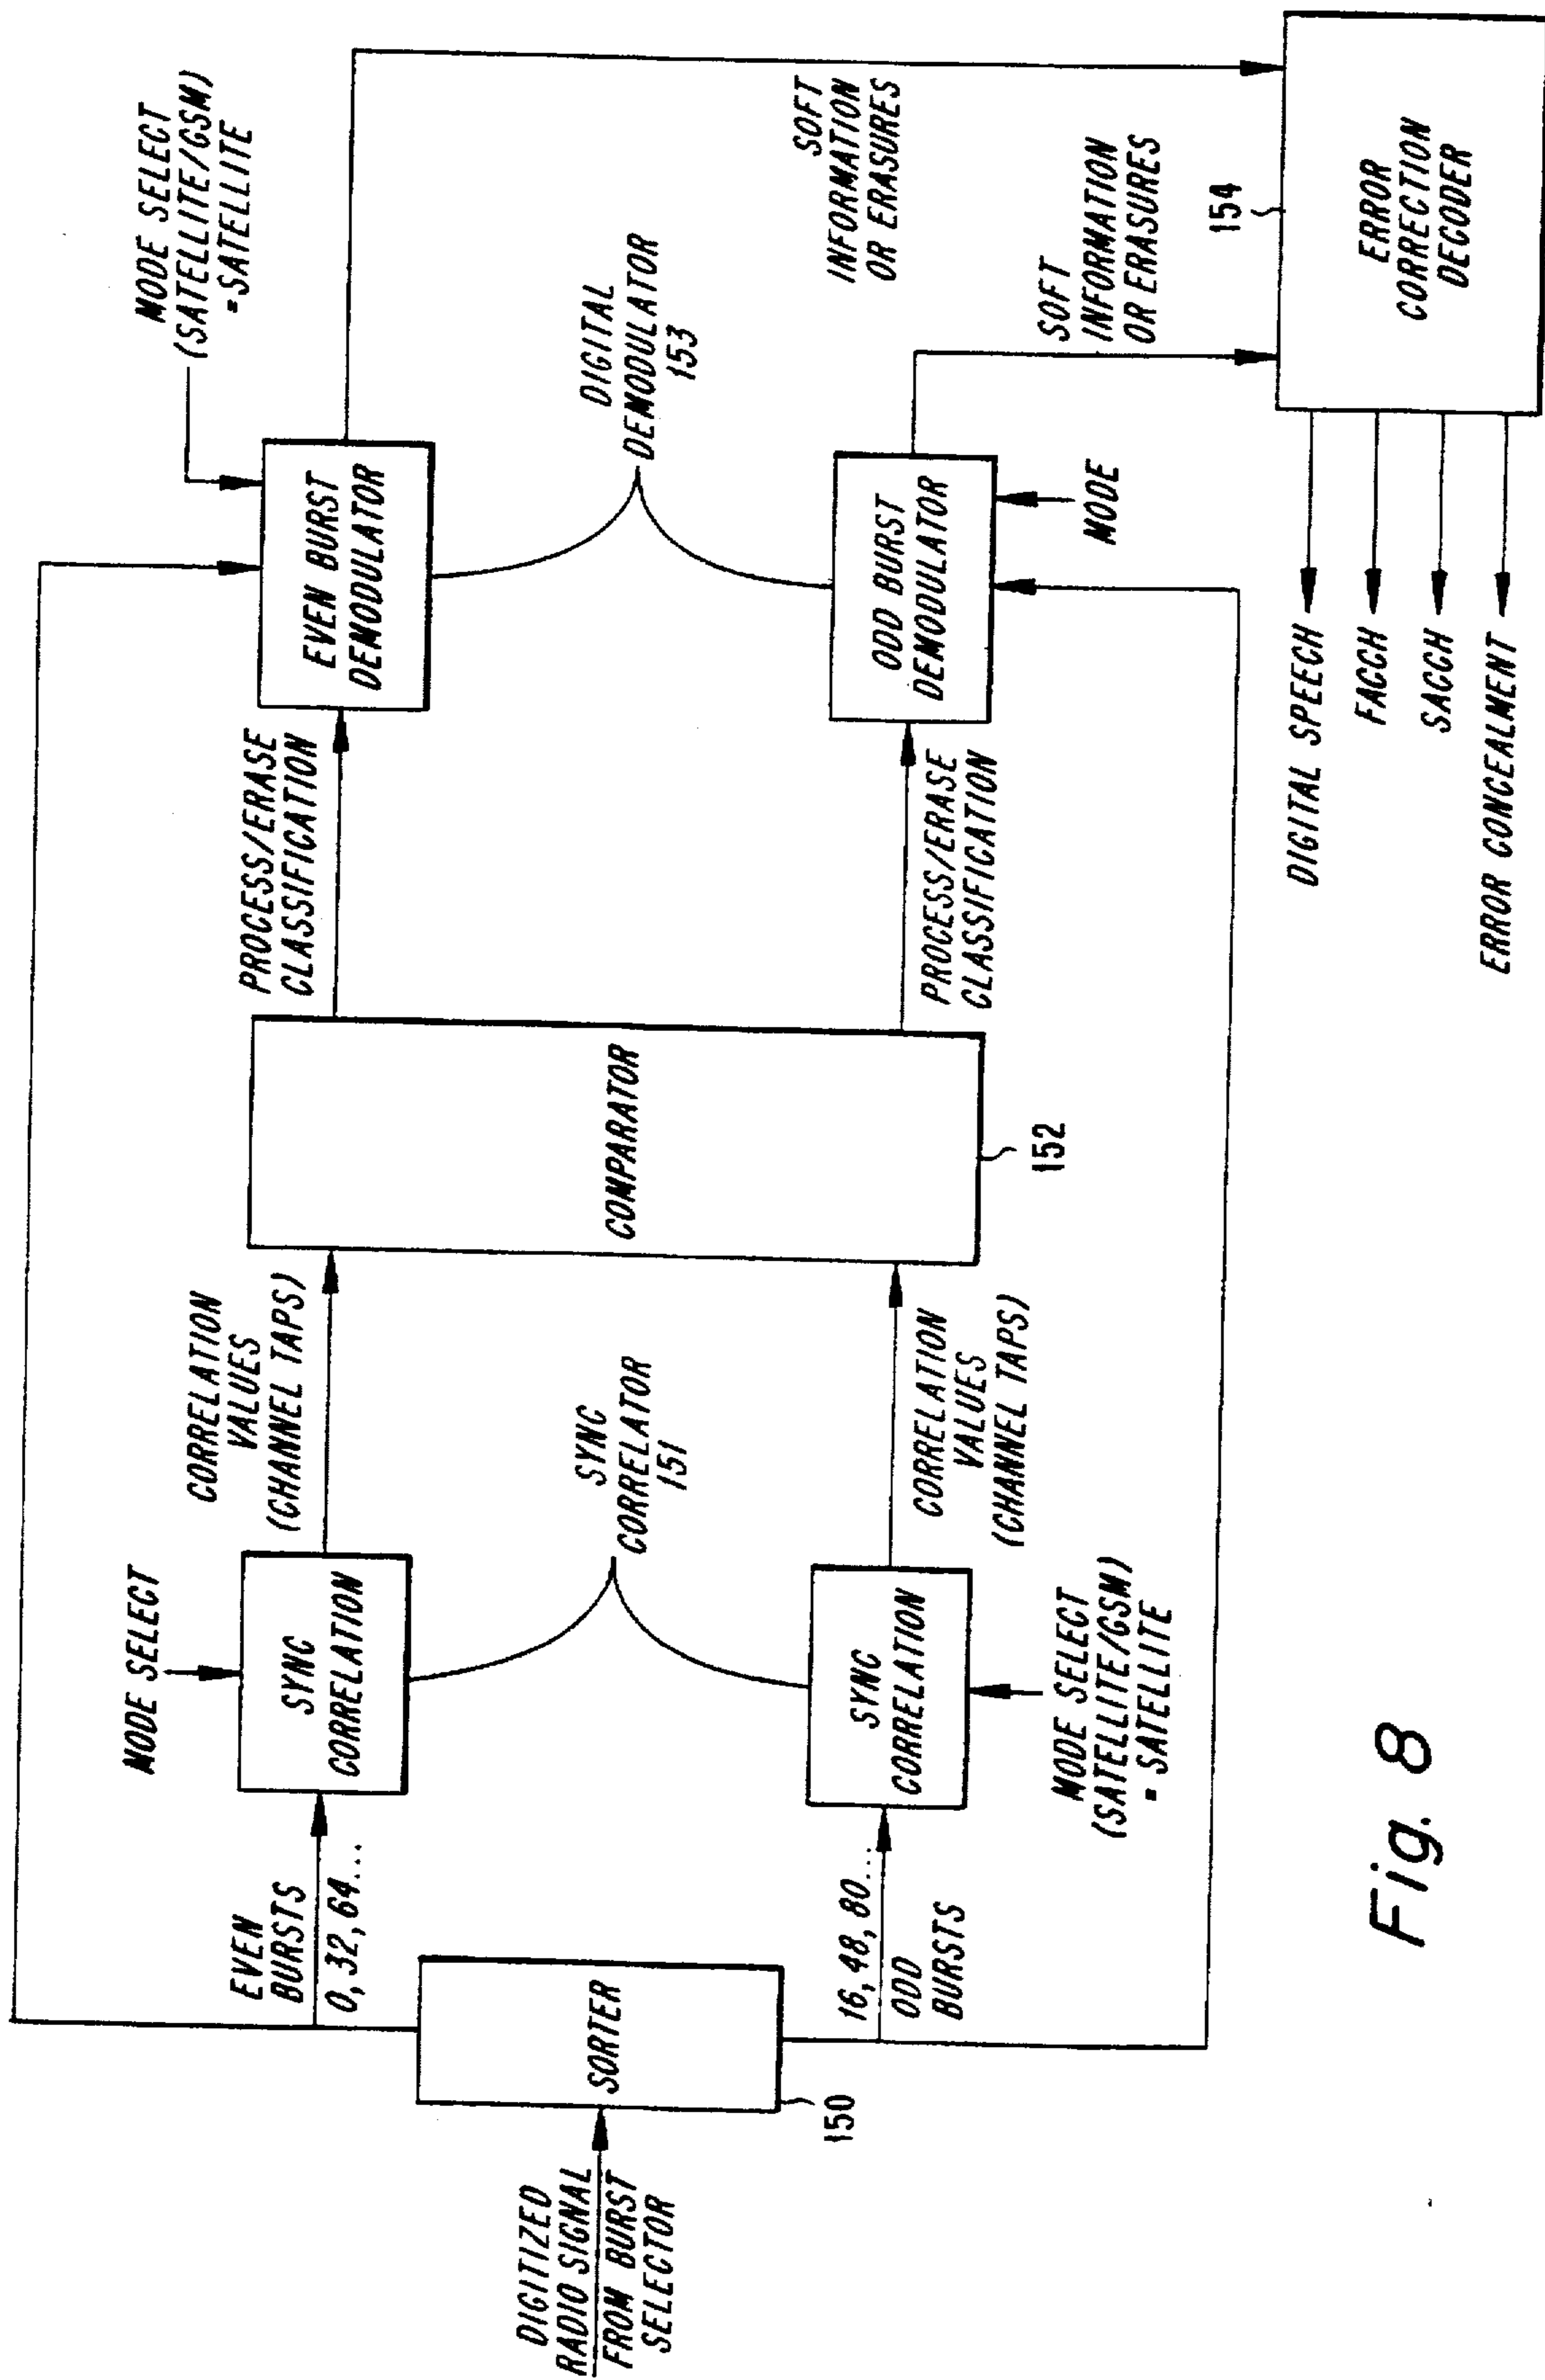 DIGITIZED
RADIO SIGNAL
FROM BURST
SELECTOR
SORTER
150
EVEN
BURSTS
0, 32, 64...
16, 48, 80...
ODD
BURSTS
MODE SELECT
SYNC
CORRELATION
SYNC
CORRELATOR
151
SYNC
CORRELATION
MODE SELECT
(SATELLITE/GSM)
= SATELLITE
CORRELATION
VALUES
(CHANNEL TAPS)
CORRELATION
VALUES
(CHANNEL TAPS)
COMPARATOR
152
PROCESS/ERASE
CLASSIFICATION
PROCESS/ERASE
CLASSIFICATION
MODE SELECT
(SATELLITE/GSM)
= SATELLITE
EVEN BURST
DEMODULATOR
DIGITAL
DEMODULATOR
153
ODD BURST
DEMODULATOR
MODE
SOFT
INFORMATION
OR ERASURES
SOFT
INFORMATION
OR ERASURES
154
ERROR
CORRECTION
DECODER
DIGITAL SPEECH
FACCH
SACCH
ERROR CONCEALMENT
Fig. 8